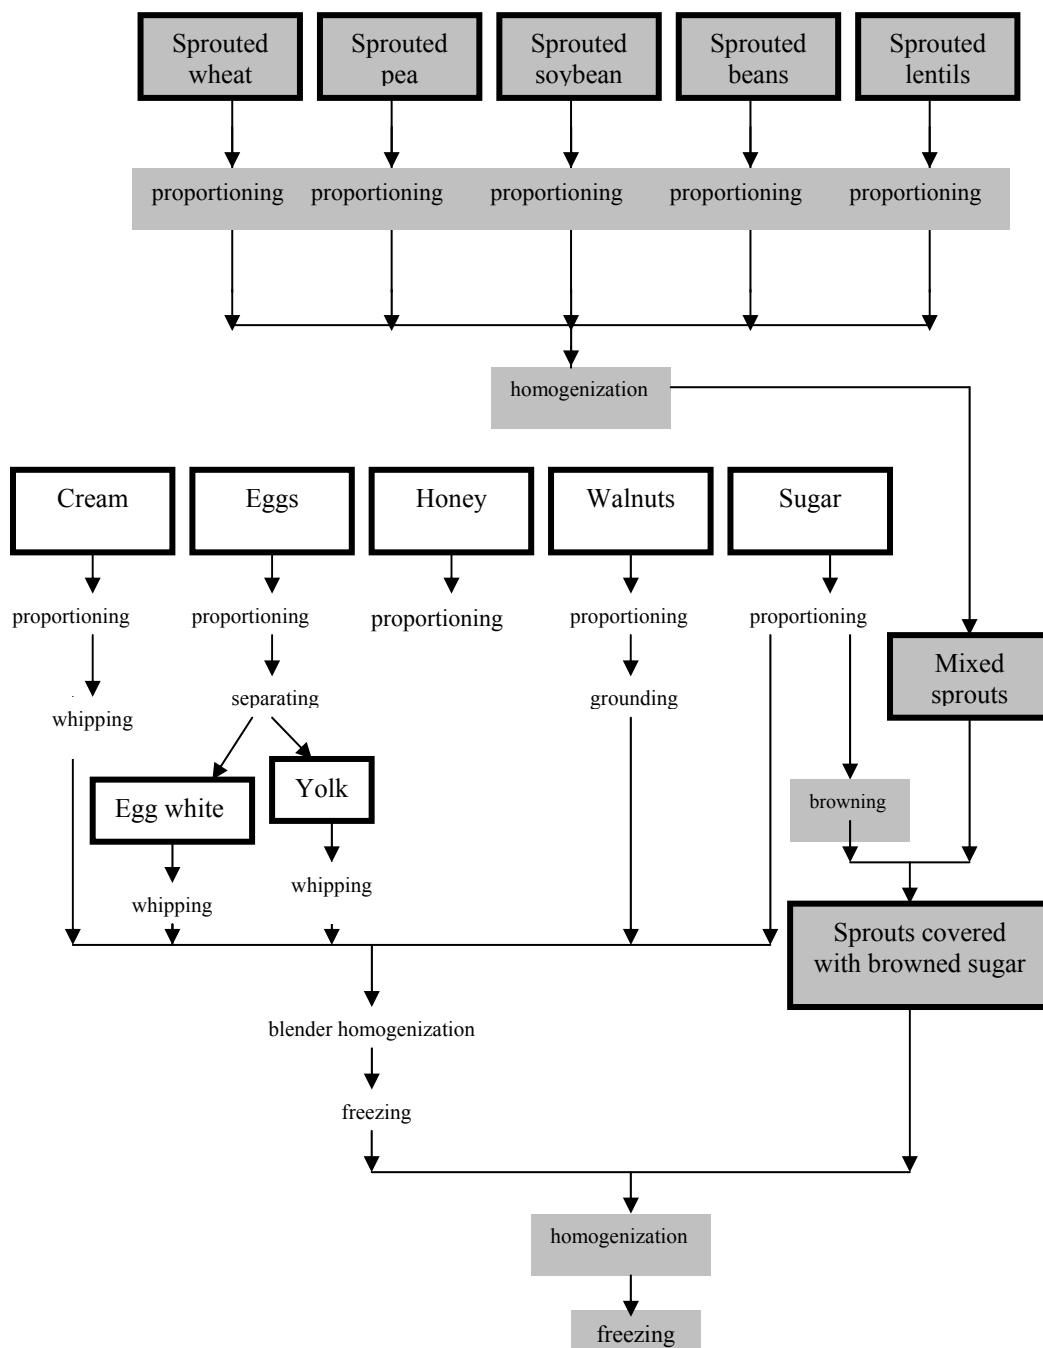 Sprouted
wheat
Sprouted
pea
Sprouted
soybean
Sprouted
beans
Sprouted
lentils
proportioning
proportioning
proportioning
proportioning
proportioning
homogenization
Cream
Eggs
Honey
Walnuts
Sugar
proportioning
proportioning
proportioning
proportioning
proportioning
Mixed
sprouts
whipping
separating
grounding
Egg white
Yolk
browning
whipping
whipping
Sprouts covered
with browned sugar
blender homogenization
freezing
homogenization
freezing